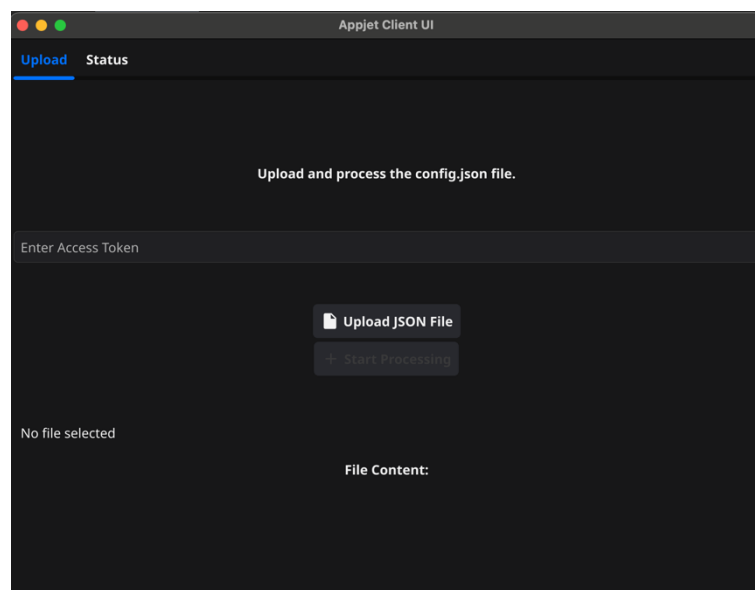 Appjet Client UI
Upload Status
Upload and process the config.json file.
Enter Access Token
Upload JSON File
+ Start Processing
No file selected
File Content: